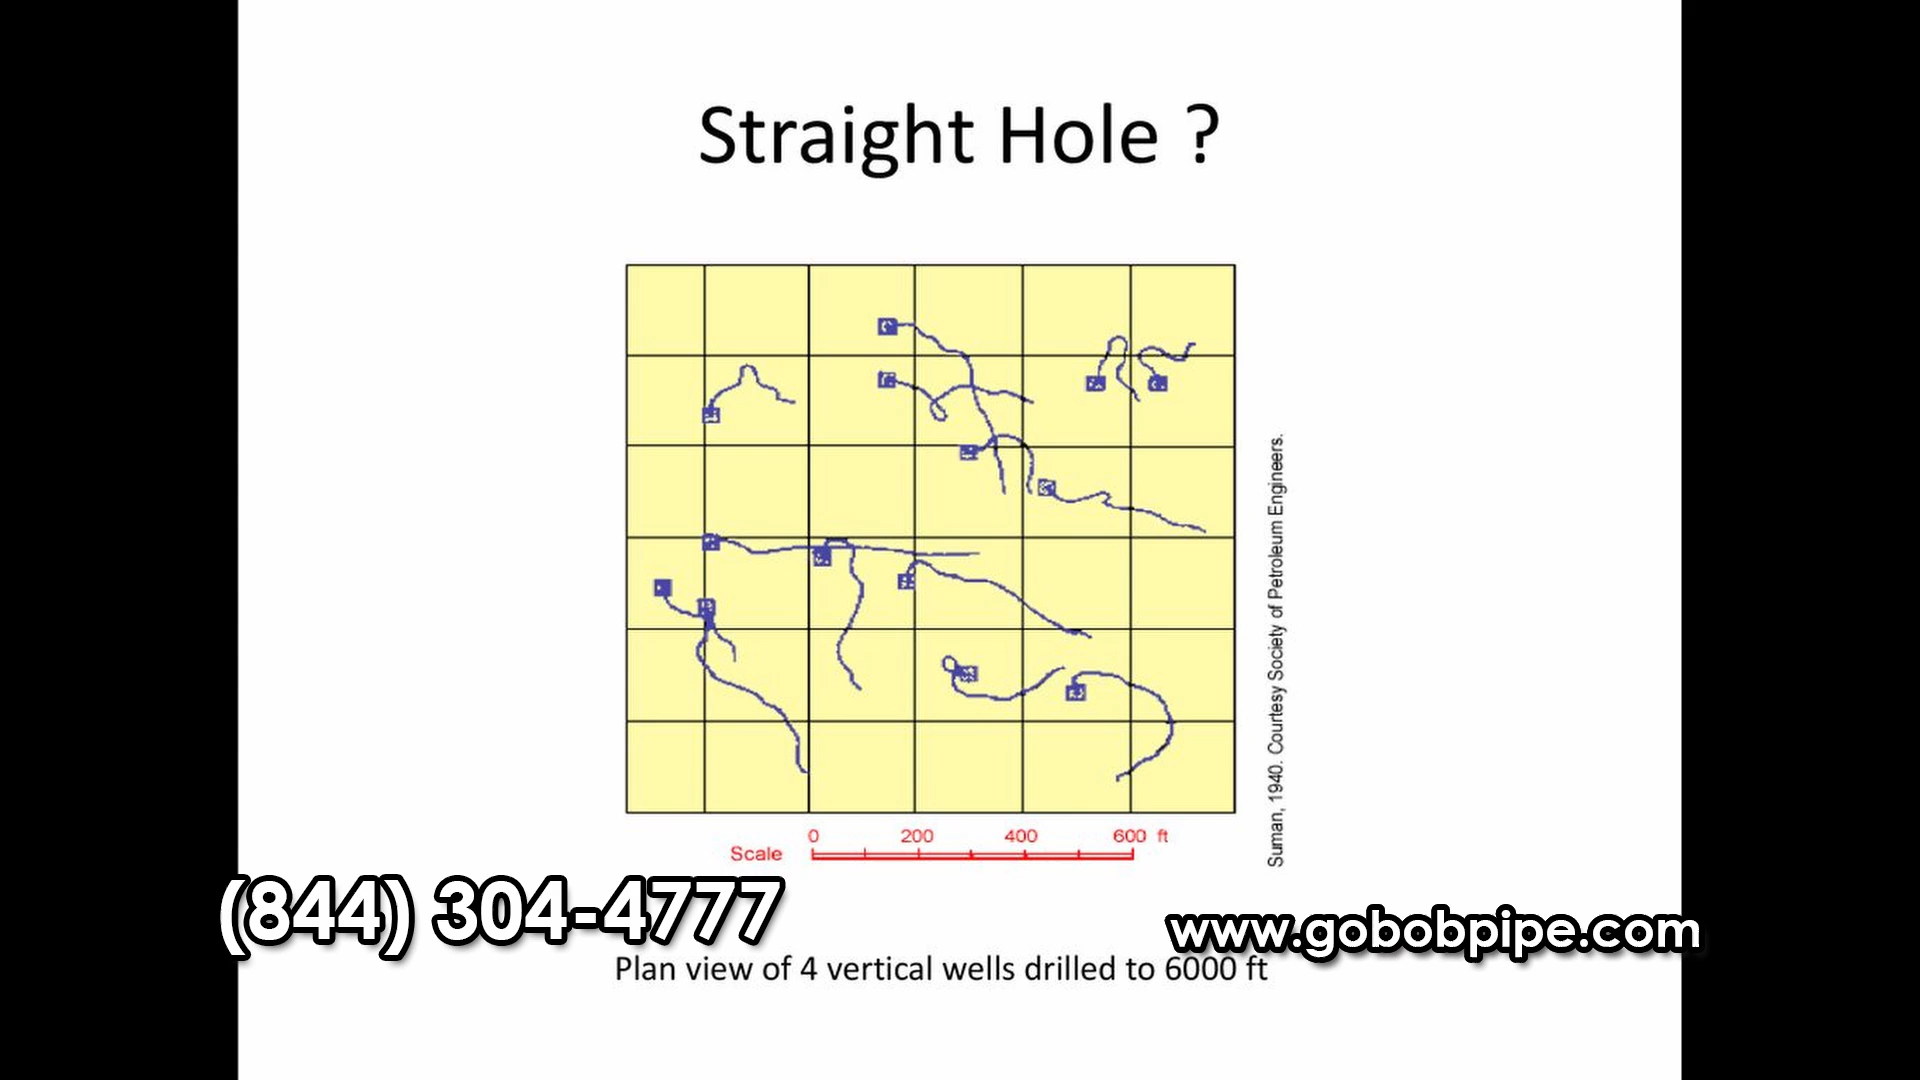 Straight Hole ?
Suman, 1940. Courtesy Society of Petroleum Engineers.
0 200 400 600 ft
Scale
(844) 304-4777
www.gobobpipe.com
Plan view of 4 vertical wells drilled to 6000 ft